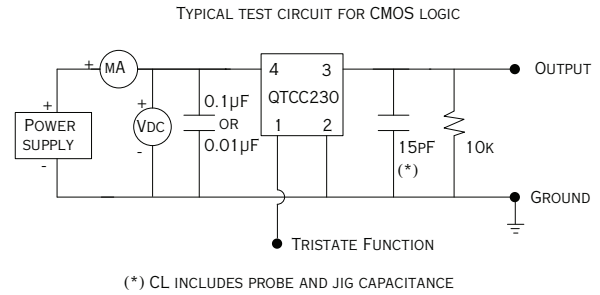 TYPICAL TEST CIRCUIT FOR CMOS LOGIC
+ MA
4 3
OUTPUT
QTCC230
+
0.1µF
OR
0.01µF
+
VDC
-
POWER
SUPPLY
-
1 2
15PF
(*)
10K
GROUND
TRISTATE FUNCTION
(*) CL INCLUDES PROBE AND JIG CAPACITANCE